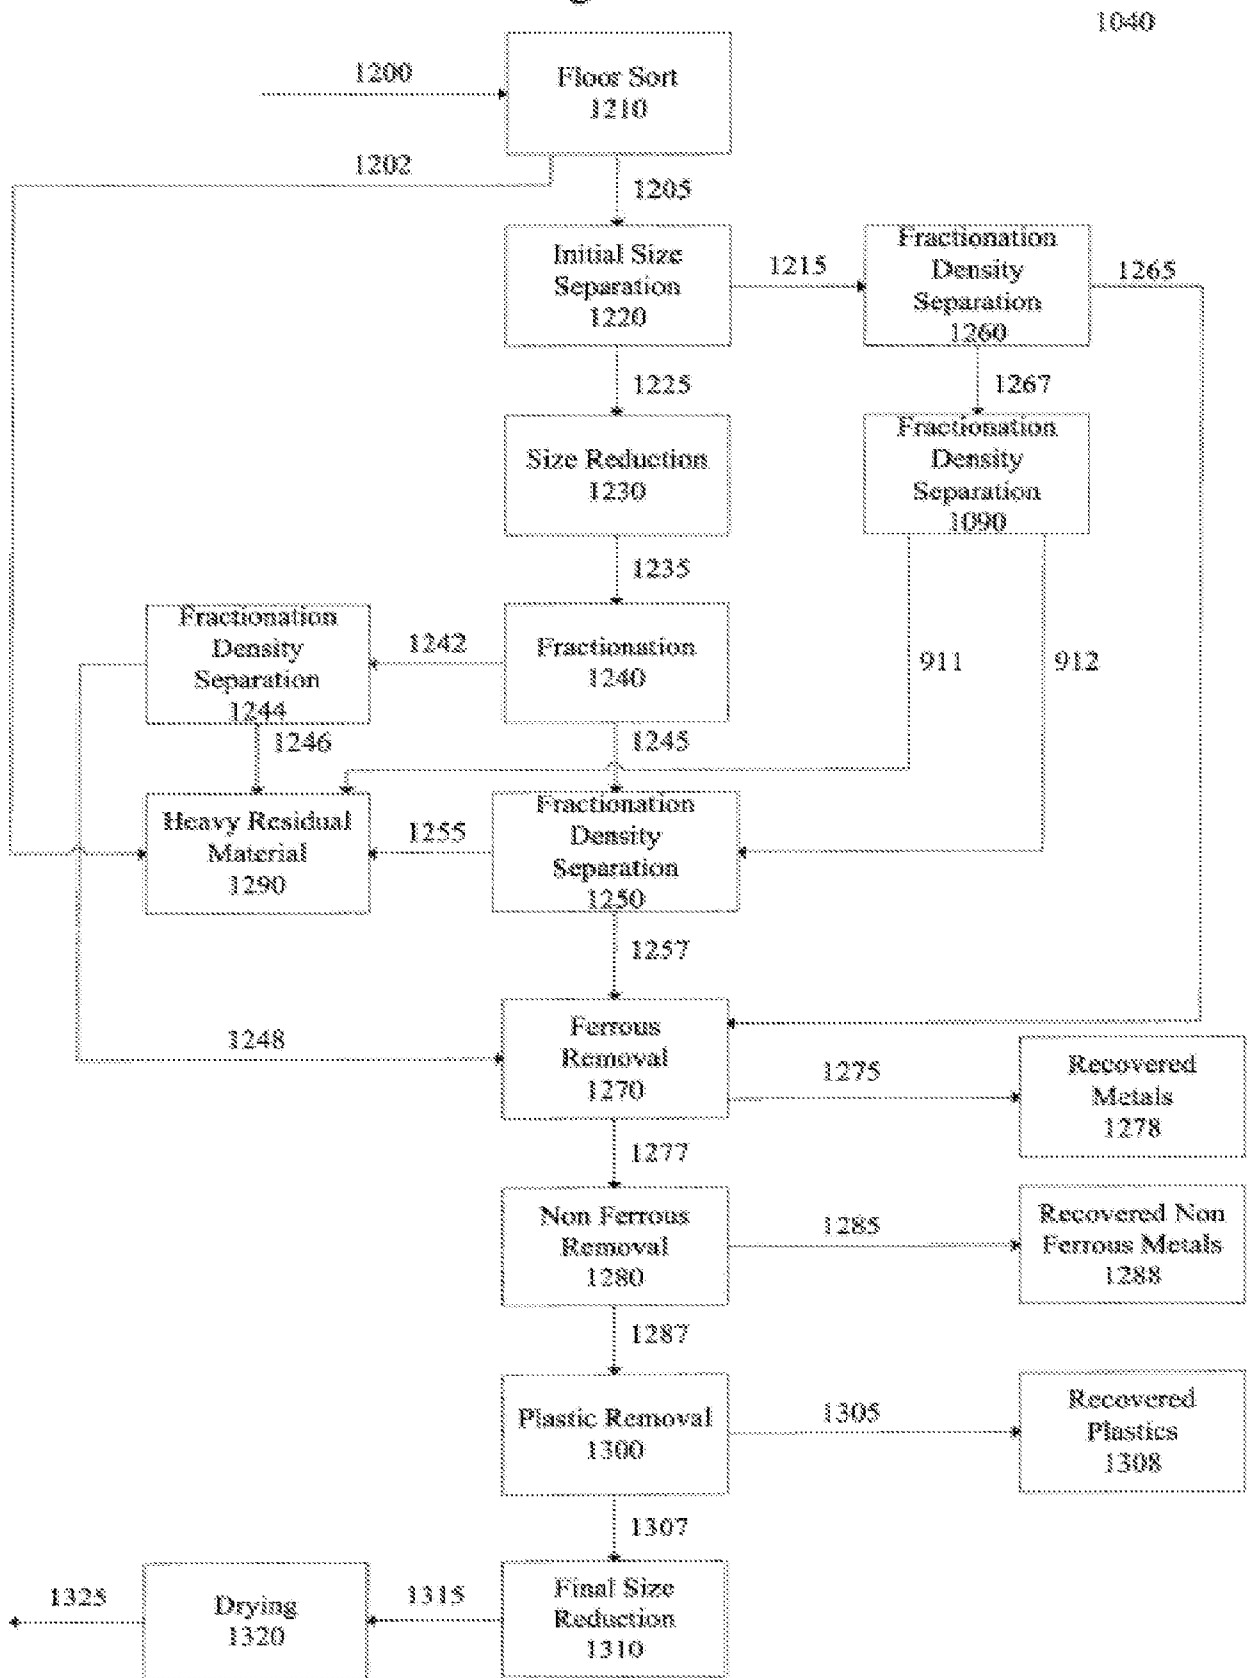 1040
1200
Floor Sort
1210
1202
1205
Initial Size
Separation
1220
1215
Fractionation
Density
Separation
1260
1265
1225
1267
Size Reduction
1230
Fractionation
Density
Separation
1090
1235
Fractionation
Density
Separation
1244
1242
Fractionation
1240
911
912
1246
1245
Heavy Residual
Material
1290
1255
Fractionation
Density
Separation
1250
1257
1248
Ferrous
Removal
1270
1275
Recovered
Metals
1278
1277
Non Ferrous
Removal
1280
1285
Recovered Non
Ferrous Metals
1288
1287
Plastic Removal
1300
1305
Recovered
Plastics
1308
1307
1325
Drying
1320
1315
Final Size
Reduction
1310